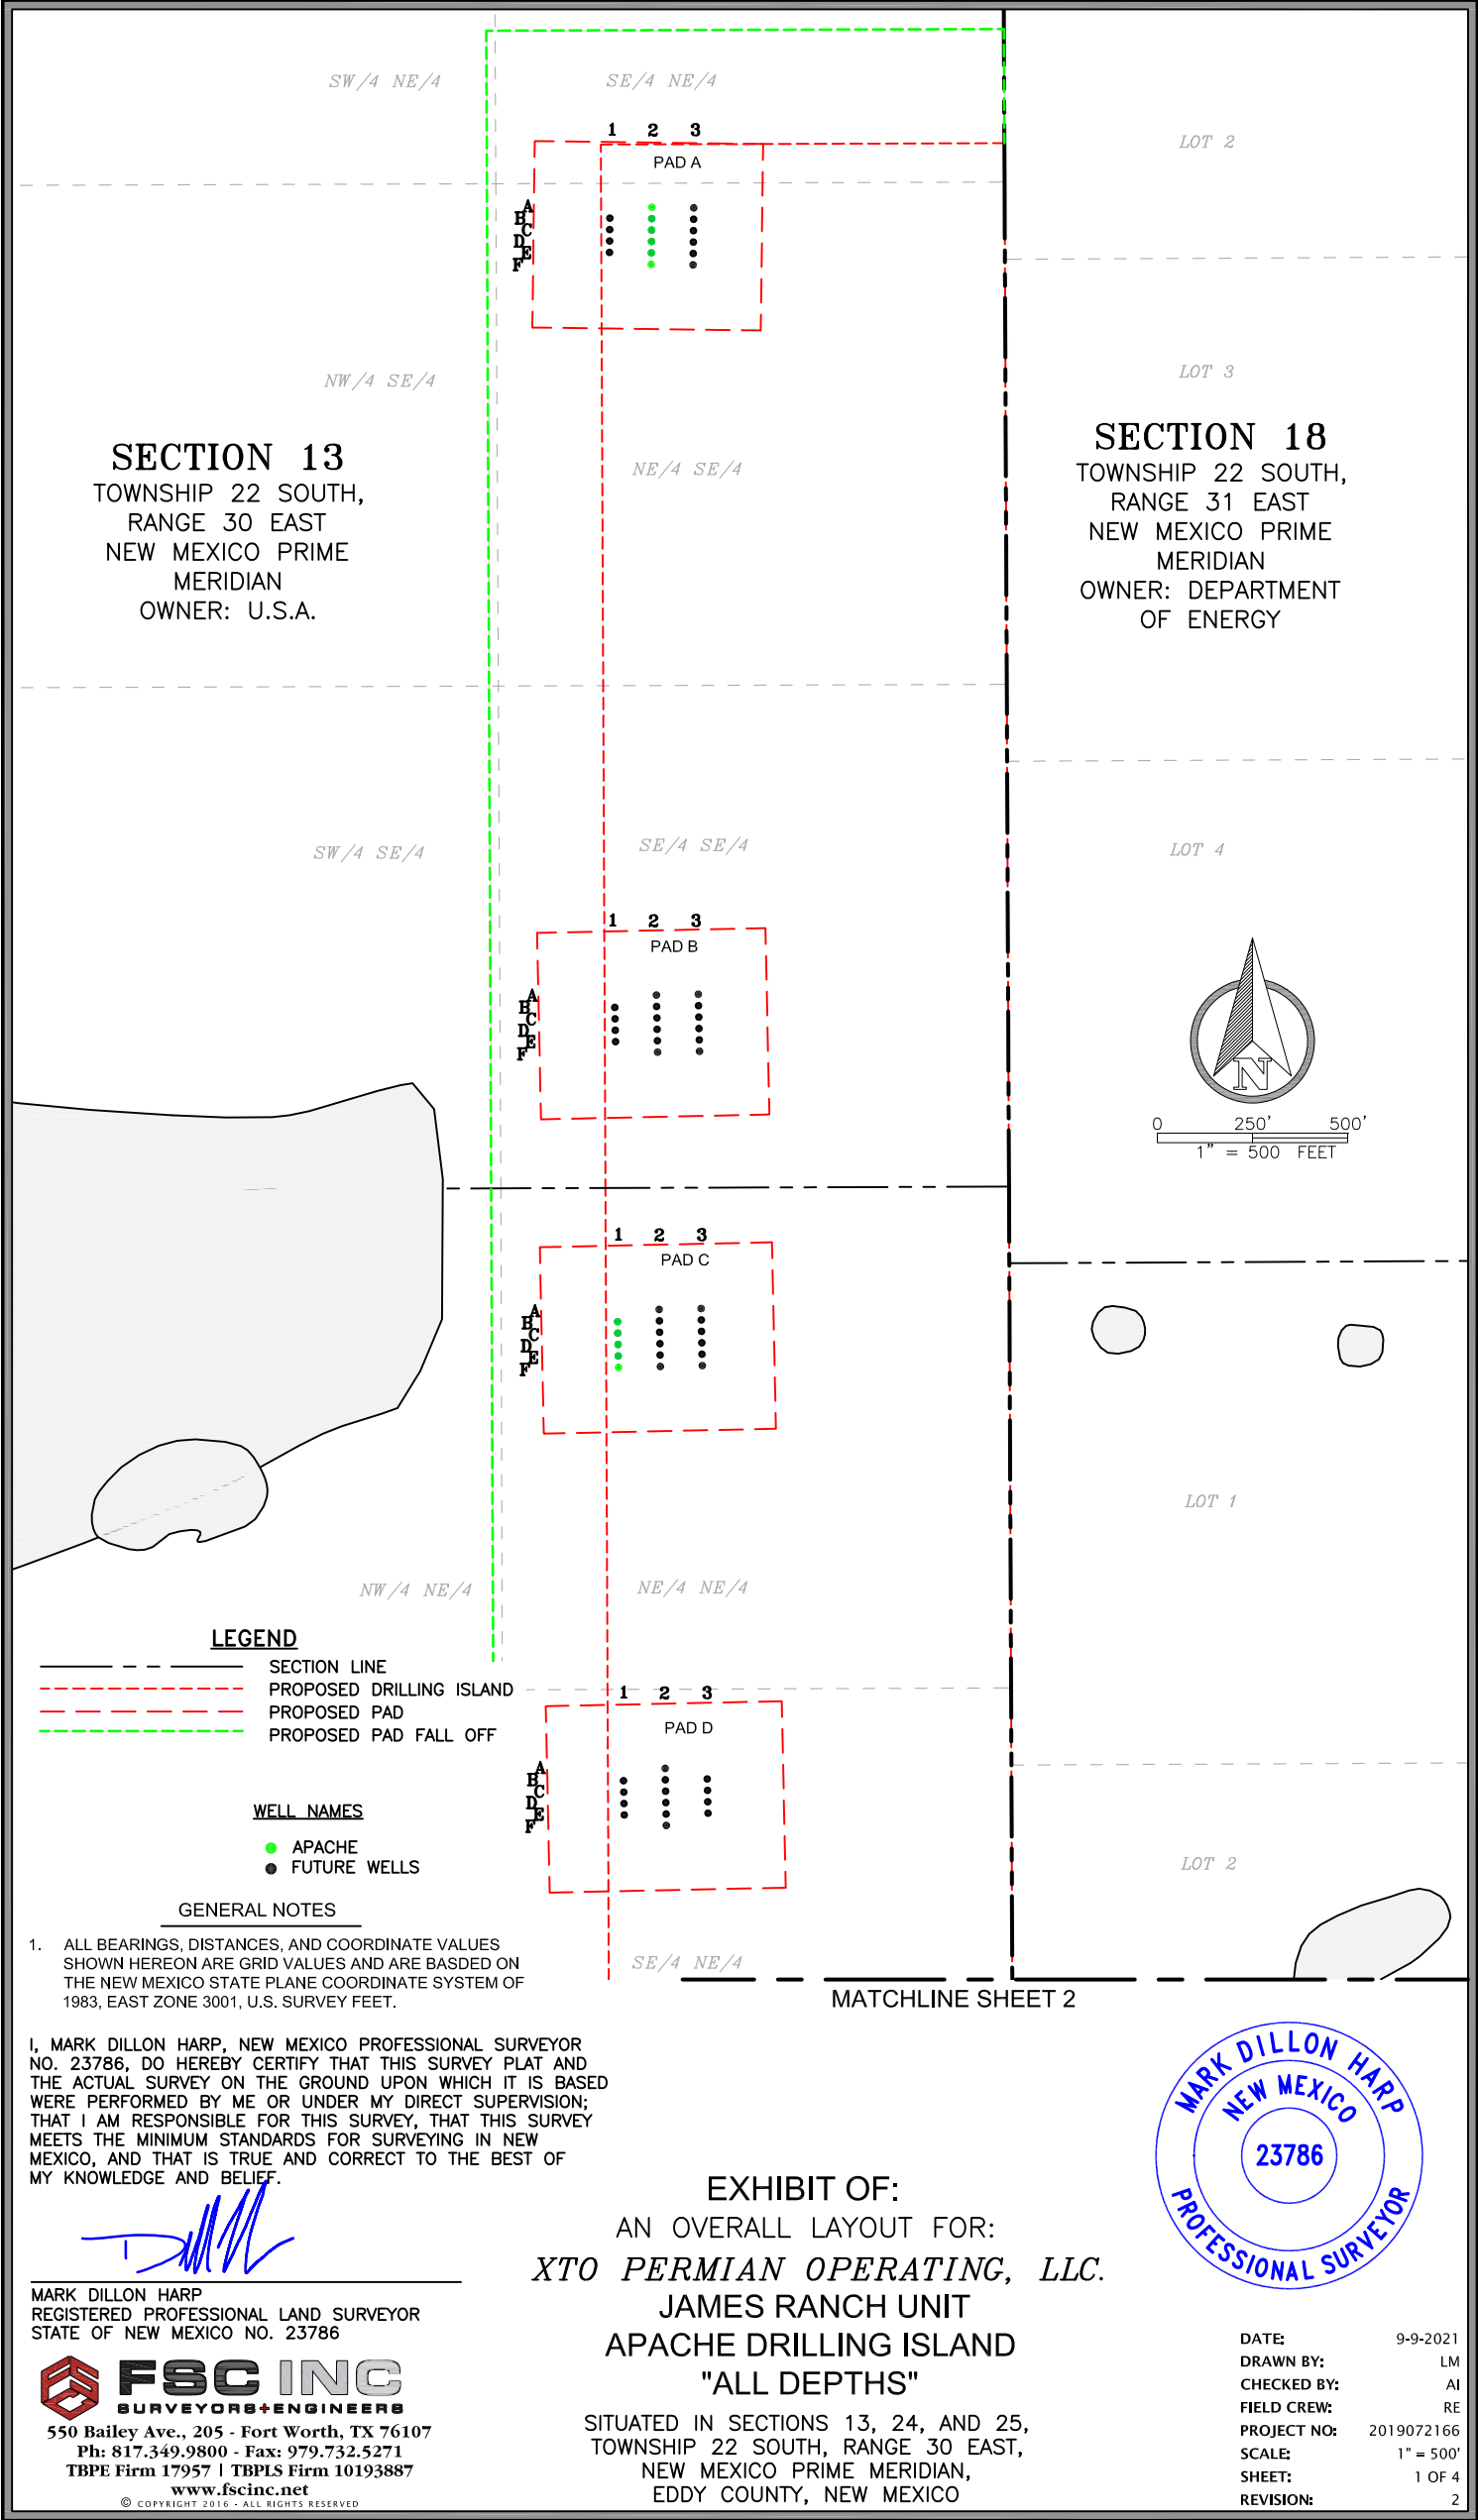 SW/4 NE/4
SE/4 NE/4
LOT 2
1 2 3
PAD A
A
B
C
D
E
F
NW/4 SE/4
NE/4 SE/4
LOT 3
SECTION 13
TOWNSHIP 22 SOUTH,
RANGE 30 EAST
NEW MEXICO PRIME
MERIDIAN
OWNER: U.S.A.
SECTION 18
TOWNSHIP 22 SOUTH,
RANGE 31 EAST
NEW MEXICO PRIME
MERIDIAN
OWNER: DEPARTMENT
OF ENERGY
SW/4 SE/4
SE/4 SE/4
LOT 4
1 2 3
PAD B
A
B
C
D
E
F
N
0 250' 500'
1" = 500 FEET
1 2 3
PAD C
A
B
C
D
E
F
LOT 1
NW/4 NE/4
NE/4 NE/4
LEGEND
SECTION LINE
PROPOSED DRILLING ISLAND
PROPOSED PAD
PROPOSED PAD FALL OFF
1 2 3
PAD D
A
B
C
D
E
F
WELL NAMES
APACHE
FUTURE WELLS
LOT 2
GENERAL NOTES
1. ALL BEARINGS, DISTANCES, AND COORDINATE VALUES
SHOWN HEREON ARE GRID VALUES AND ARE BASDED ON
THE NEW MEXICO STATE PLANE COORDINATE SYSTEM OF
1983, EAST ZONE 3001, U.S. SURVEY FEET.
SE/4 NE/4
MATCHLINE SHEET 2
I, MARK DILLON HARP, NEW MEXICO PROFESSIONAL SURVEYOR
NO. 23786, DO HEREBY CERTIFY THAT THIS SURVEY PLAT AND
THE ACTUAL SURVEY ON THE GROUND UPON WHICH IT IS BASED
WERE PERFORMED BY ME OR UNDER MY DIRECT SUPERVISION;
THAT I AM RESPONSIBLE FOR THIS SURVEY, THAT THIS SURVEY
MEETS THE MINIMUM STANDARDS FOR SURVEYING IN NEW
MEXICO, AND THAT IS TRUE AND CORRECT TO THE BEST OF
MY KNOWLEDGE AND BELIEF.
MARK DILLON HARP
REGISTERED PROFESSIONAL LAND SURVEYOR
STATE OF NEW MEXICO NO. 23786
FSC INC
SURVEYORS+ENGINEERS
550 Bailey Ave., 205 - Fort Worth, TX 76107
Ph: 817.349.9800 - Fax: 979.732.5271
TBPE Firm 17957 | TBPLS Firm 10193887
www.fscinc.net
© COPYRIGHT 2016 - ALL RIGHTS RESERVED
EXHIBIT OF:
AN OVERALL LAYOUT FOR:
XTO PERMIAN OPERATING, LLC.
JAMES RANCH UNIT
APACHE DRILLING ISLAND
"ALL DEPTHS"
SITUATED IN SECTIONS 13, 24, AND 25,
TOWNSHIP 22 SOUTH, RANGE 30 EAST,
NEW MEXICO PRIME MERIDIAN,
EDDY COUNTY, NEW MEXICO
MARK DILLON HARP
NEW MEXICO
23786
PROFESSIONAL SURVEYOR
DATE: 9-9-2021
DRAWN BY: LM
CHECKED BY: AI
FIELD CREW: RE
PROJECT NO: 2019072166
SCALE: 1" = 500'
SHEET: 1 OF 4
REVISION: 2